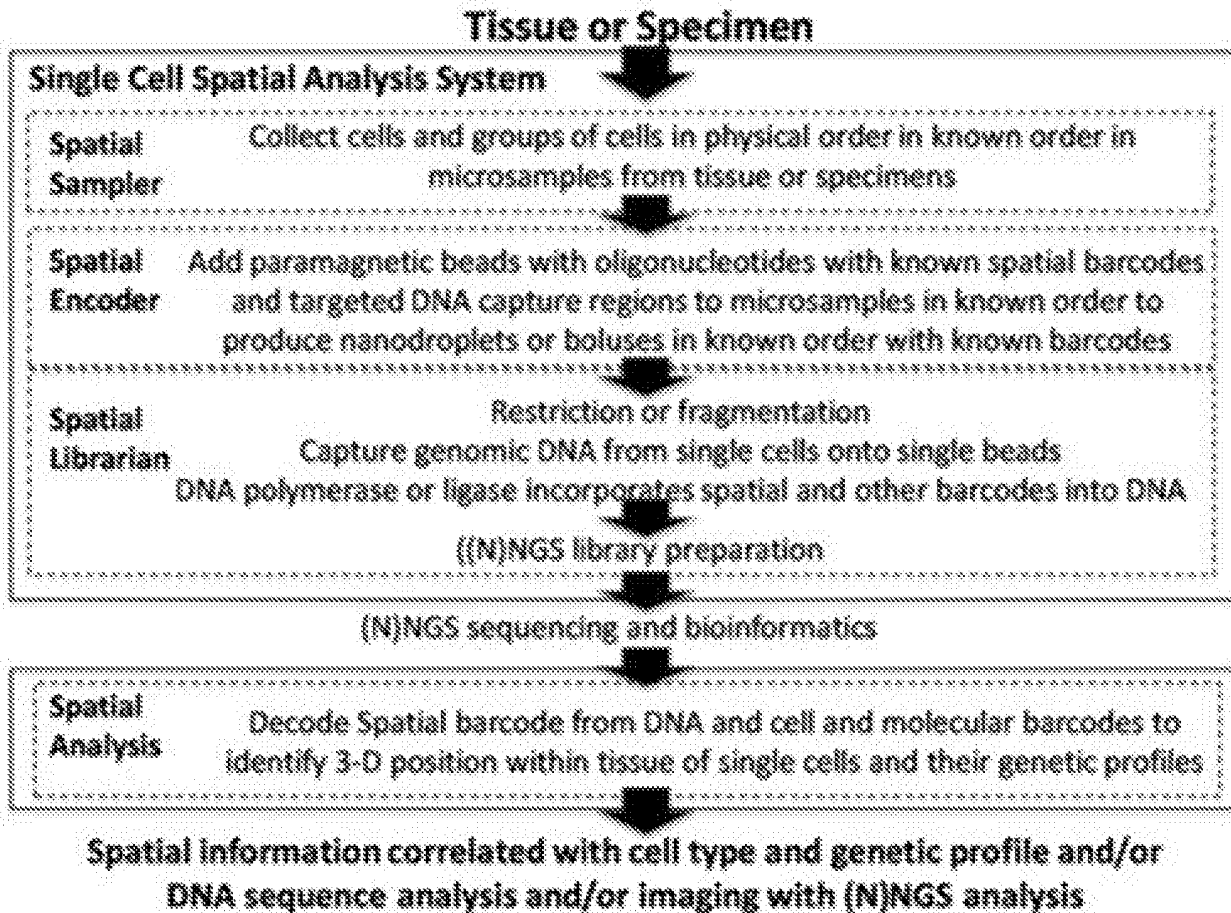 Tissue or Specimen
Single Cell Spatial Analysis System
Spatial
Sampler
Collect cells and groups of cells in physical order in known order in
microsamples from tissue or specimens
Spatial
Encoder
Add paramagnetic beads with oligonucleotides with known spatial barcodes
and targeted DNA capture regions to microsamples in known order to
produce nanodroplets or boluses in known order with known barcodes
Spatial
Librarian
Restriction or fragmentation
Capture genomic DNA from single cells onto single beads
DNA polymerase or ligase incorporates spatial and other barcodes into DNA
((N)NGS library preparation
(N)NGS sequencing and bioinformatics
Spatial
Analysis
Decode Spatial barcode from DNA and cell and molecular barcodes to
identify 3-D position within tissue of single cells and their genetic profiles
Spatial information correlated with cell type and genetic profile and/or
DNA sequence analysis and/or imaging with (N)NGS analysis